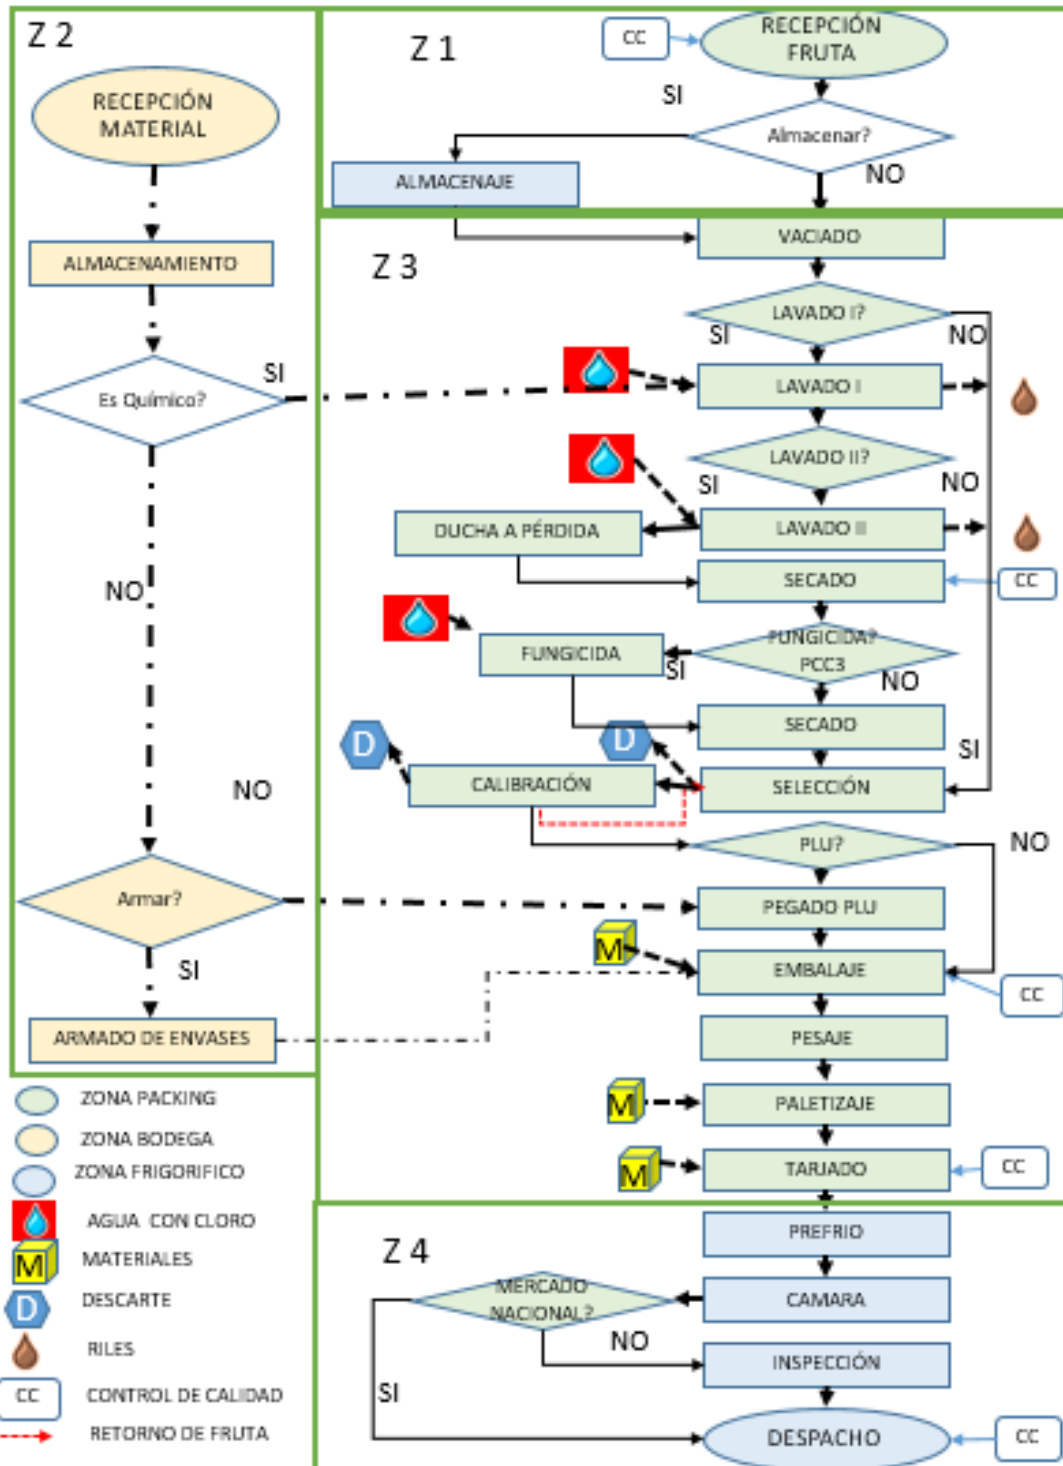 Z 2
RECEPCIÓN
MATERIAL
ALMACENAMIENTO
Es Químico?
SI
NO
NO
Armar?
SI
ARMADO DE ENVASES
Z 1
CC
RECEPCIÓN
FRUTA
SI
Almacenar?
NO
ALMACENAJE
Z 3
VACIADO
LAVADO I?
SI
NO
LAVADO I
LAVADO II?
SI
NO
DUCHA A PÉRDIDA
LAVADO II
SECADO
CC
FUNGICIDA
SI
FUNGICIDA?
PCC3
NO
SECADO
D
D
SI
CALIBRACIÓN
SELECCIÓN
PLU?
NO
PEGADO PLU
M
EMBALAJE
CC
PESAJE
M
PALETIZAJE
M
TARJADO
CC
Z 4
PREFRIO
MERCADO
NACIONAL?
CAMARA
NO
INSPECCIÓN
SI
DESPACHO
CC
ZONA PACKING
ZONA BODEGA
ZONA FRIGORIFICO
AGUA CON CLORO
M
MATERIALES
D
DESCARTE
RILES
CC
CONTROL DE CALIDAD
RETORNO DE FRUTA